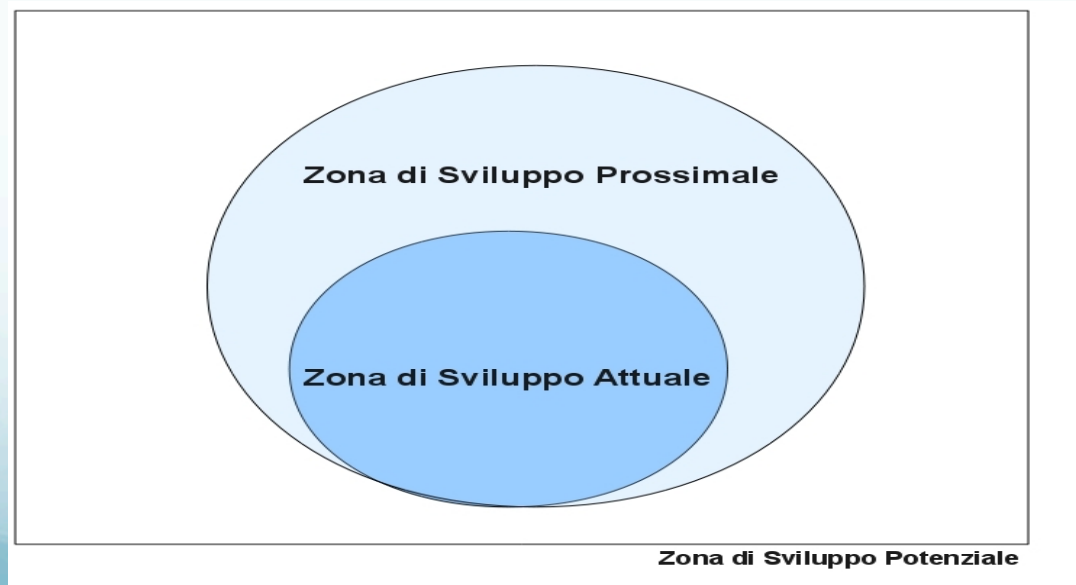 Zona di Sviluppo Prossimale
Zona di Sviluppo Attuale
Zona di Sviluppo Potenziale